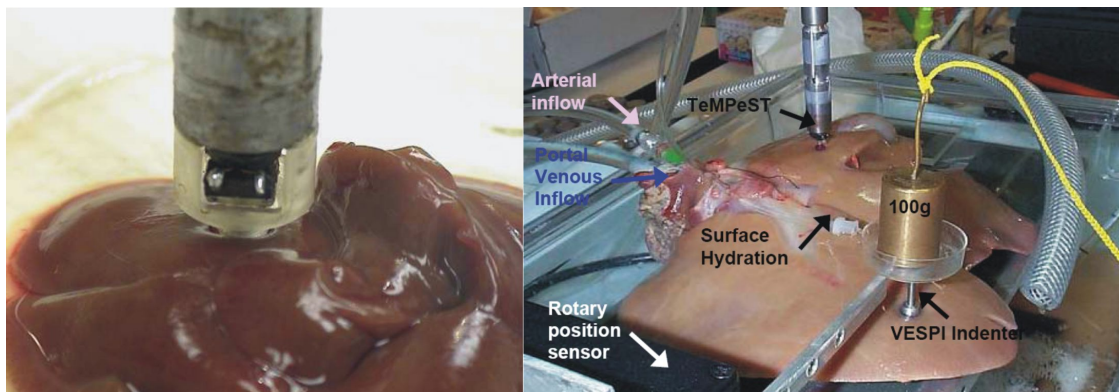 Arterial
inflow
TeMPeST
Portal
Venous
Inflow
100g
Surface
Hydration
Rotary
position
sensor
VESPI Indenter